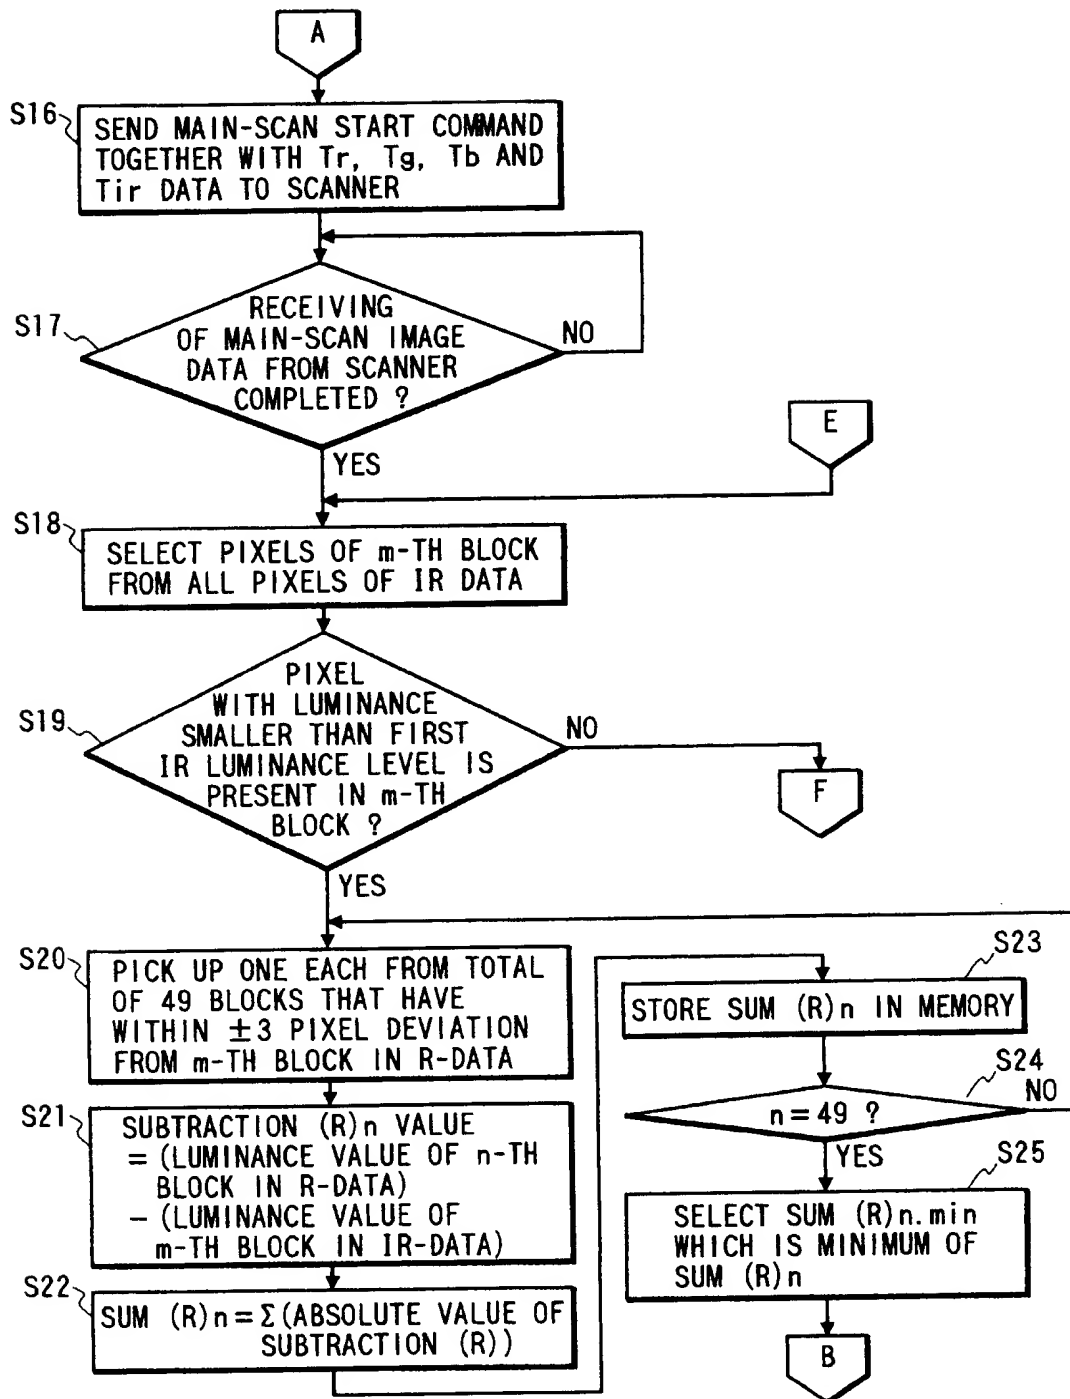 A
S16
SEND MAIN-SCAN START COMMAND
TOGETHER WITH Tr, Tg, Tb AND
Tir DATA TO SCANNER
S17
RECEIVING
OF MAIN-SCAN IMAGE
DATA FROM SCANNER
COMPLETED ?
NO
YES
E
S18
SELECT PIXELS OF m-TH BLOCK
FROM ALL PIXELS OF IR DATA
S19
PIXEL
WITH LUMINANCE
SMALLER THAN FIRST
IR LUMINANCE LEVEL IS
PRESENT IN m-TH
BLOCK ?
NO
F
YES
S20
PICK UP ONE EACH FROM TOTAL
OF 49 BLOCKS THAT HAVE
WITHIN ±3 PIXEL DEVIATION
FROM m-TH BLOCK IN R-DATA
S21
SUBTRACTION (R)n VALUE
= (LUMINANCE VALUE OF n-TH
BLOCK IN R-DATA)
- (LUMINANCE VALUE OF
m-TH BLOCK IN IR-DATA)
S22
SUM (R)n = Σ(ABSOLUTE VALUE OF
SUBTRACTION (R))
S23
STORE SUM (R)n IN MEMORY
S24
n = 49 ?
NO
YES
S25
SELECT SUM (R)n.min
WHICH IS MINIMUM OF
SUM (R)n
B